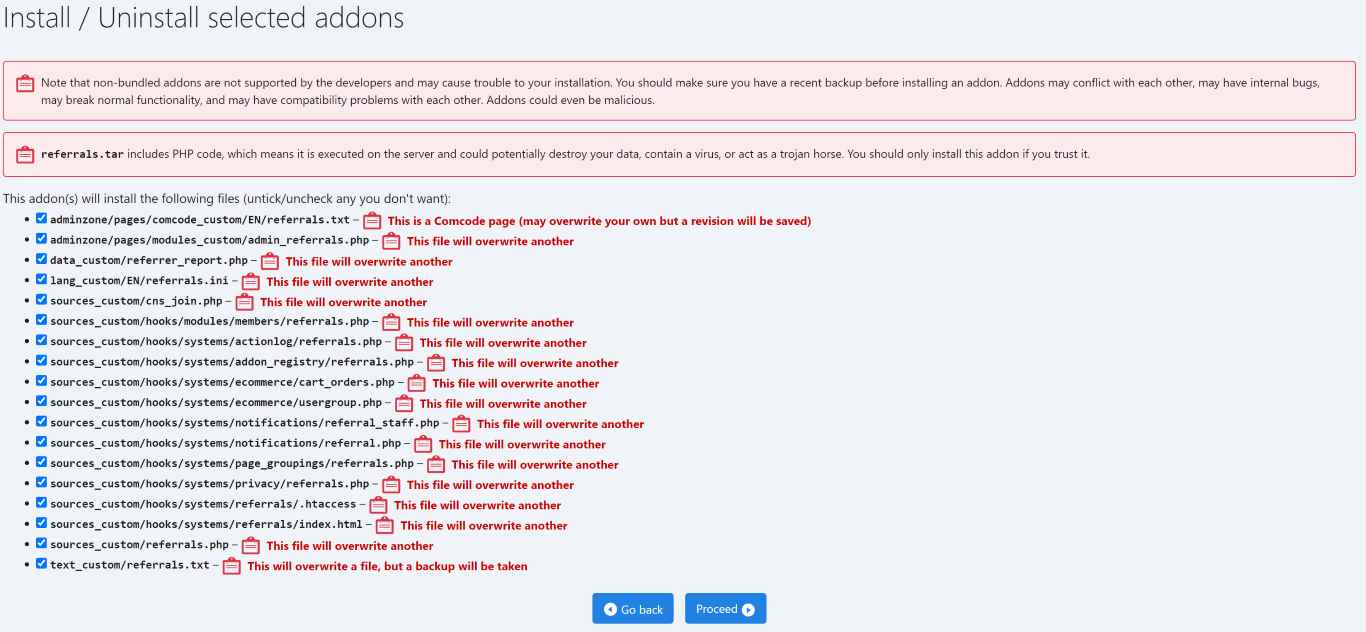 Install / Uninstall selected addons
Note that non-bundled addons are not supported by the developers and may cause trouble to your installation. You should make sure you have a recent backup before installing an addon. Addons may conflict with each other, may have internal bugs,
may break normal functionality, and may have compatibility problems with each other. Addons could even be malicious.
referrals.tar includes PHP code, which means it is executed on the server and could potentially destroy your data, contain a virus, or act as a trojan horse. You should only install this addon if you trust it.
This addon(s) will install the following files (untick/uncheck any you don't want):
adminzone/pages/comcode_custom/EN/referrals.txt – This is a Comcode page (may overwrite your own but a revision will be saved)
adminzone/pages/modules_custom/admin_referrals.php – This file will overwrite another
data_custom/referrer_report.php – This file will overwrite another
lang_custom/EN/referrals.ini – This file will overwrite another
sources_custom/cns_join.php – This file will overwrite another
sources_custom/hooks/modules/members/referrals.php – This file will overwrite another
sources_custom/hooks/systems/actionlog/referrals.php – This file will overwrite another
sources_custom/hooks/systems/addon_registry/referrals.php – This file will overwrite another
sources_custom/hooks/systems/ecommerce/cart_orders.php – This file will overwrite another
sources_custom/hooks/systems/ecommerce/usergroup.php – This file will overwrite another
sources_custom/hooks/systems/notifications/referral_staff.php – This file will overwrite another
sources_custom/hooks/systems/notifications/referral.php – This file will overwrite another
sources_custom/hooks/systems/page_groupings/referrals.php – This file will overwrite another
sources_custom/hooks/systems/privacy/referrals.php – This file will overwrite another
sources_custom/hooks/systems/referrals/.htaccess – This file will overwrite another
sources_custom/hooks/systems/referrals/index.html – This file will overwrite another
sources_custom/referrals.php – This file will overwrite another
text_custom/referrals.txt – This will overwrite a file, but a backup will be taken
Go back Proceed